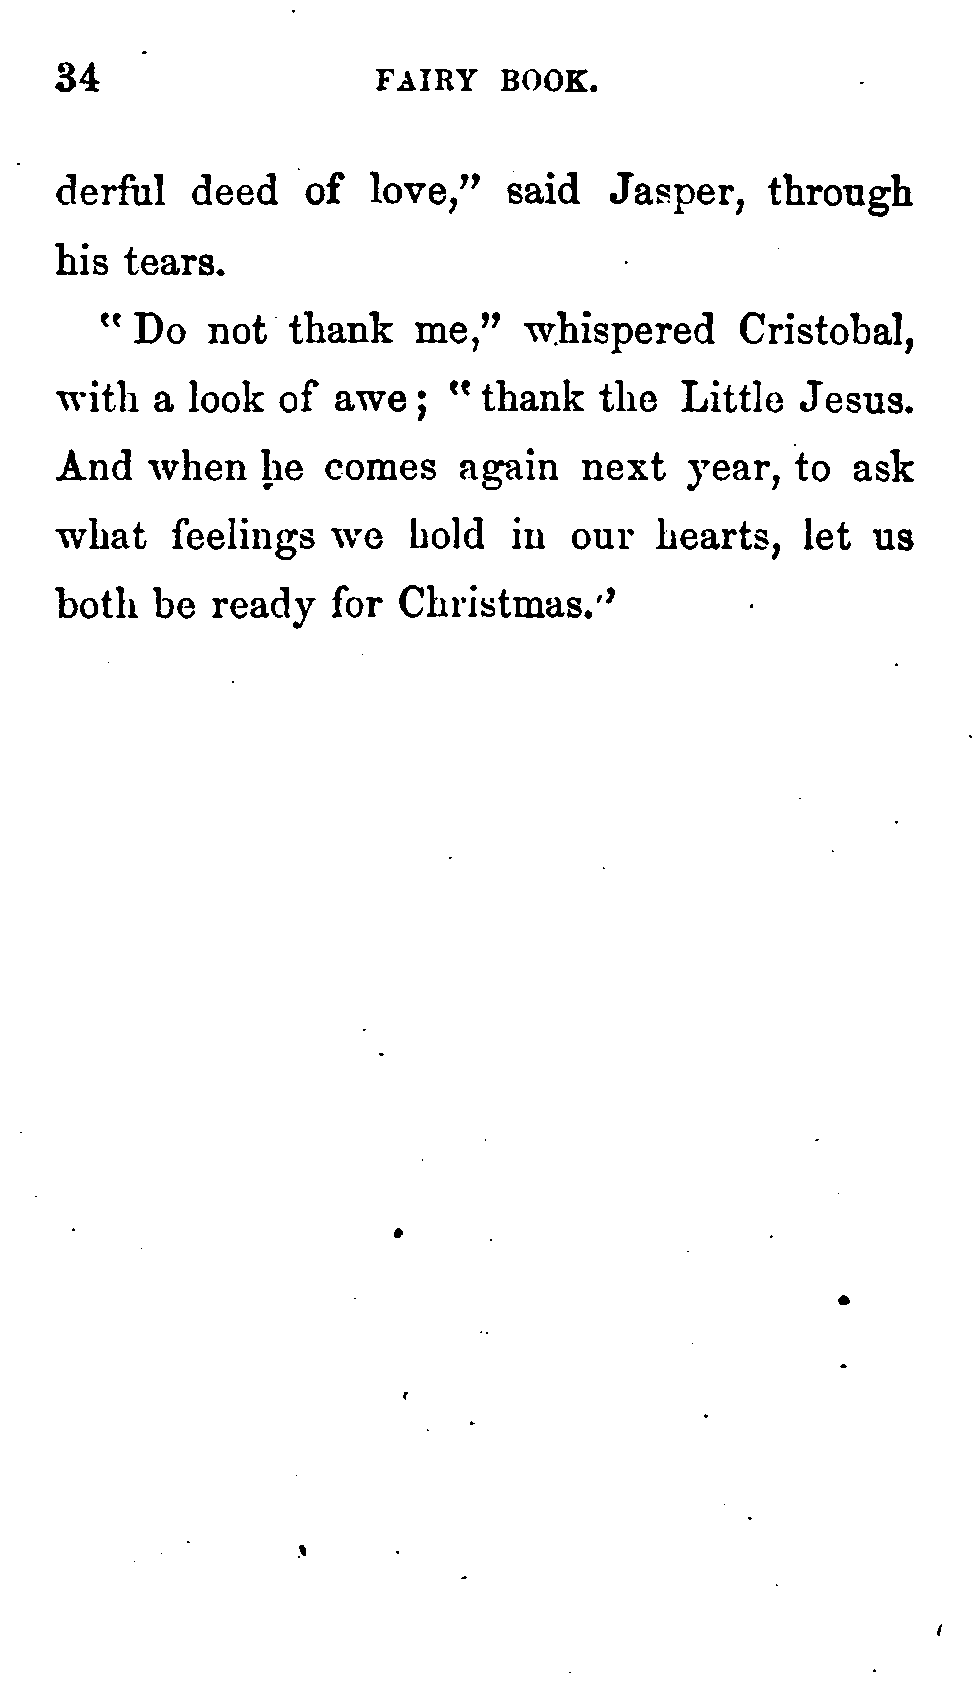 34 FAIRY BOOK.
derful deed of love," said Jasper, through
his tears.
"Do not thank me," whispered Cristobal,
with a look of awe; "thank the Little Jesus.
And when he comes again next year, to ask
what feelings we hold in our hearts, let us
both be ready for Christmas."